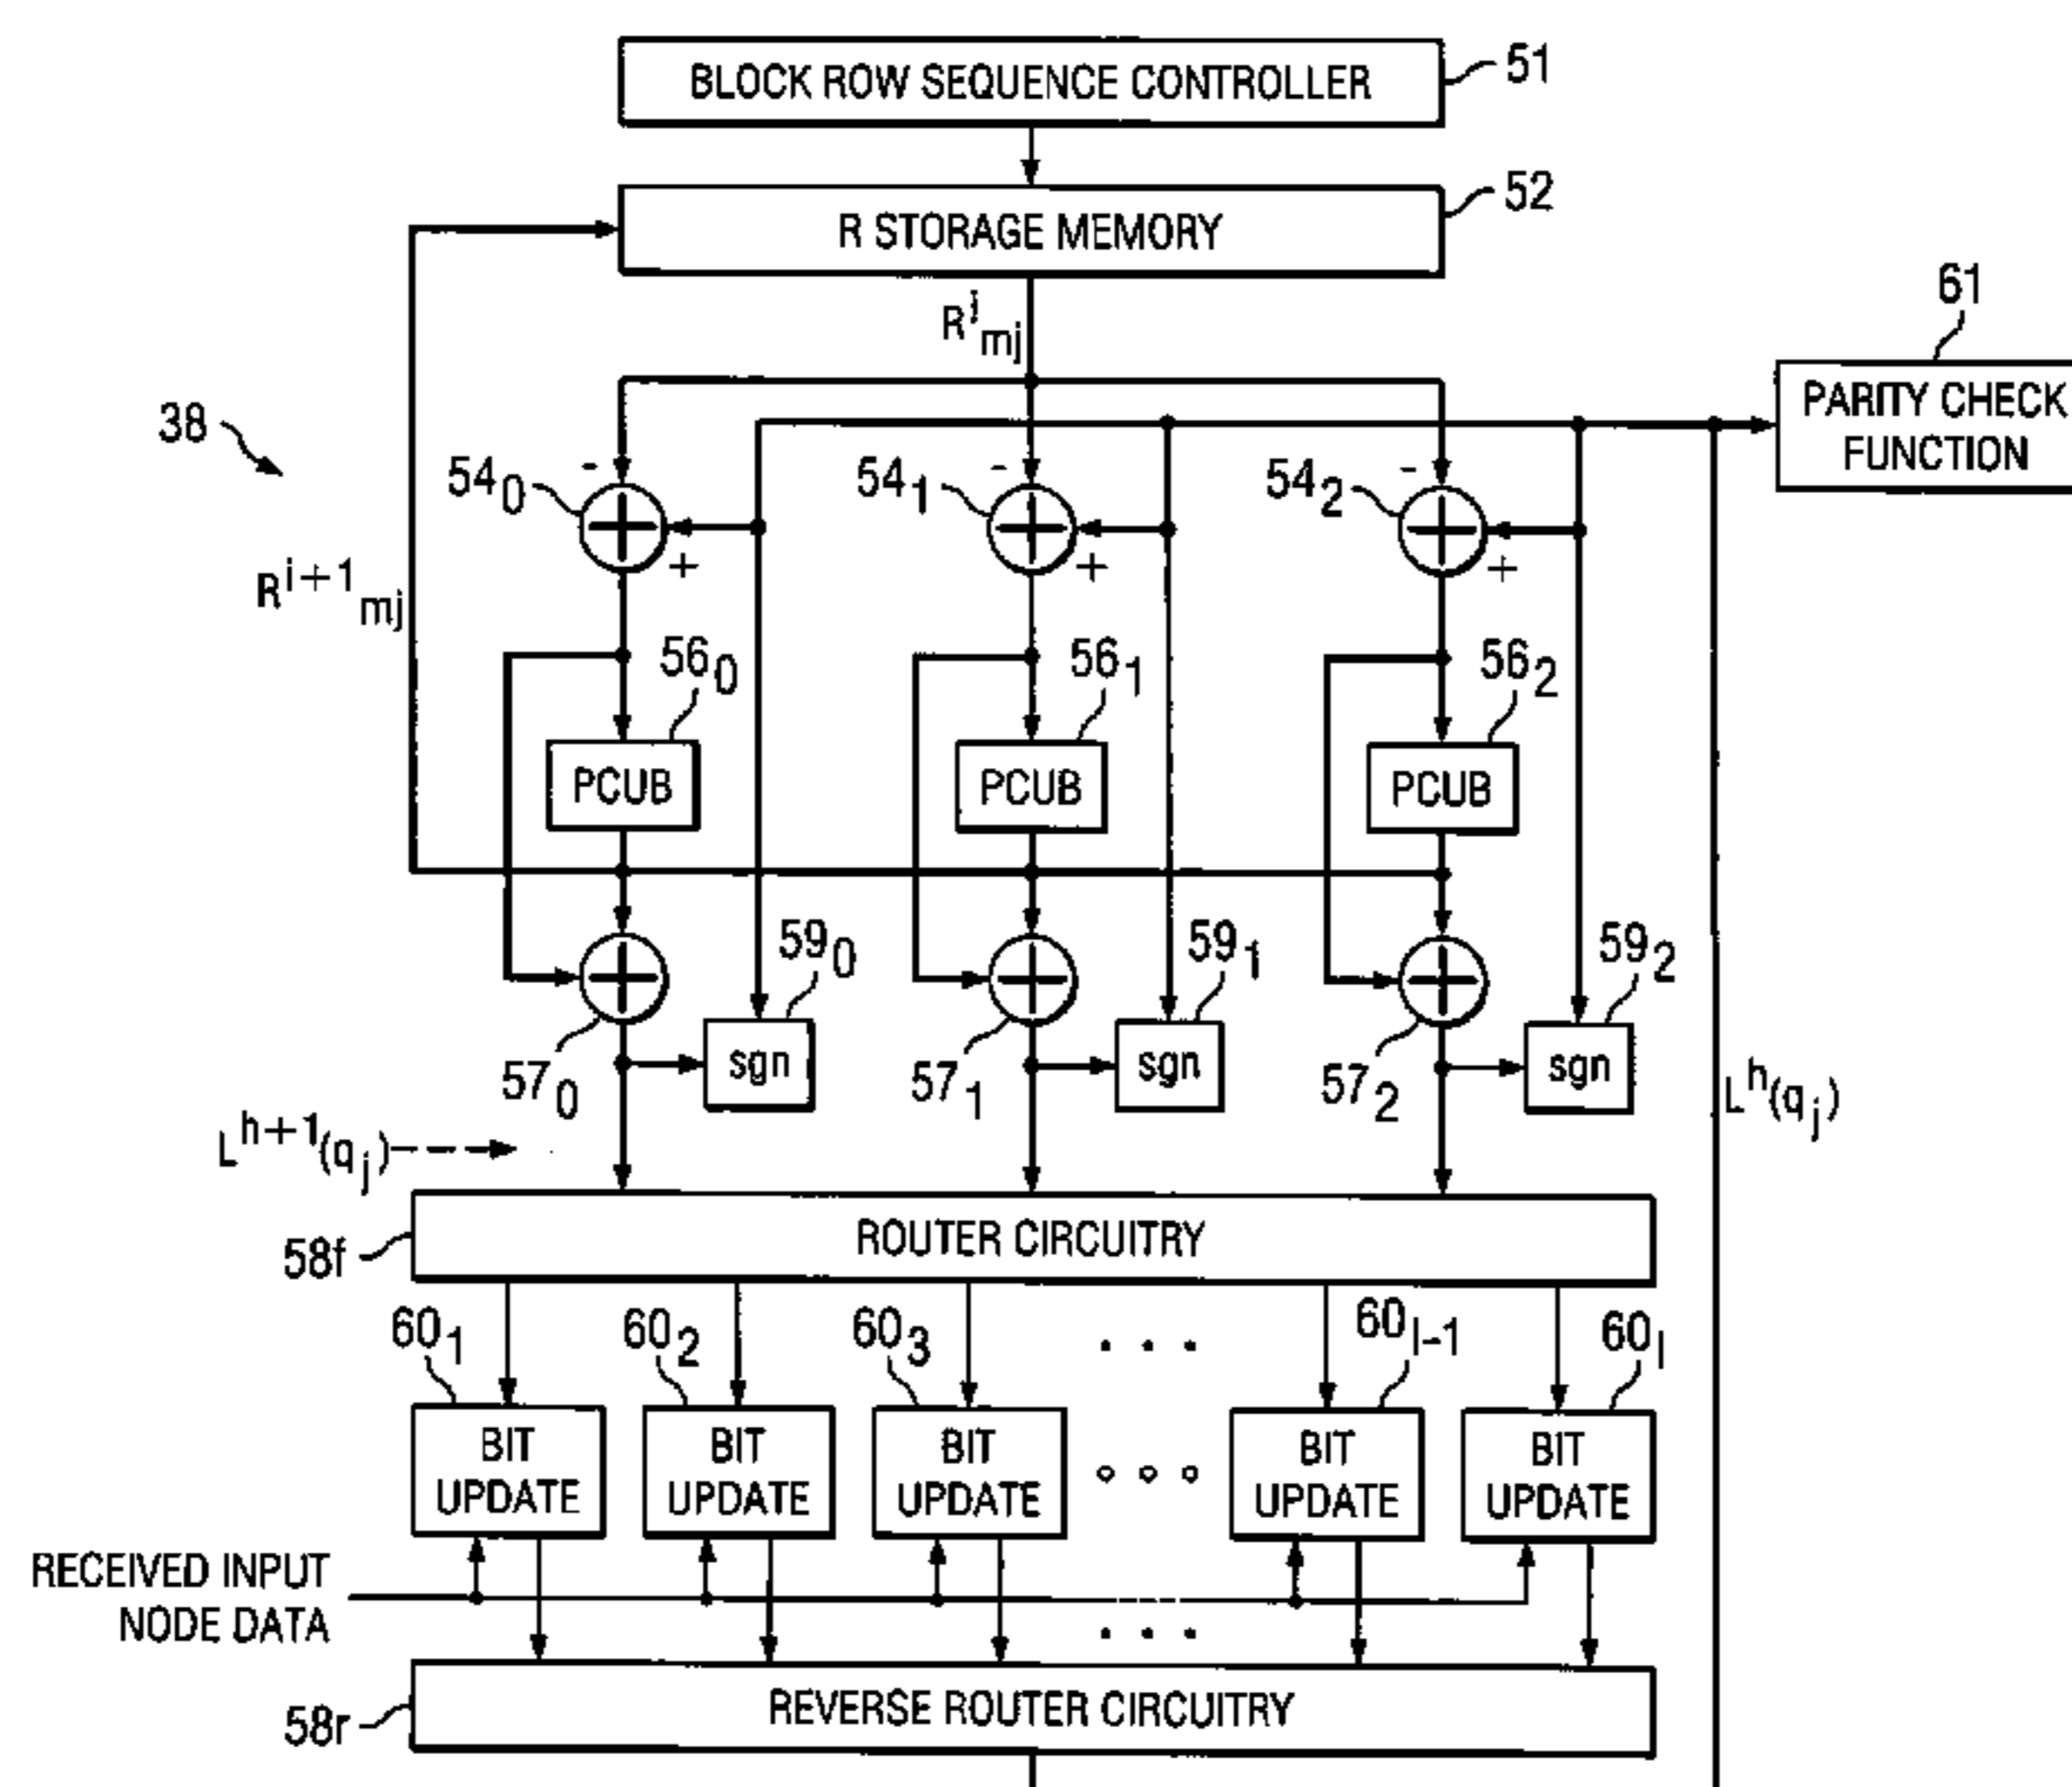 BLOCK ROW SEQUENCE CONTROLLER
51
R STORAGE MEMORY
52
R^i_mj
61
PARITY CHECK
FUNCTION
38
54_0
-
+
54_1
-
+
54_2
-
+
R^i+1_mj
56_0
56_1
56_2
PCUB
PCUB
PCUB
59_0
59_1
59_2
57_0
sgn
57_1
sgn
57_2
sgn
L^h(q_j)
L^h+1(q_j)
ROUTER CIRCUITRY
58f
60_1
60_2
60_3
. . .
60_l-1
60_l
BIT
UPDATE
BIT
UPDATE
BIT
UPDATE
BIT
UPDATE
BIT
UPDATE
RECEIVED INPUT
NODE DATA
. . .
REVERSE ROUTER CIRCUITRY
58r